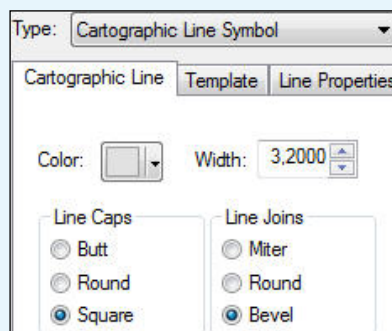 Type: Cartographic Line Symbol
Cartographic Line Template Line Properties
Color: Width: 3,2000
Line Caps Line Joins
Butt Miter
Round Round
Square Bevel